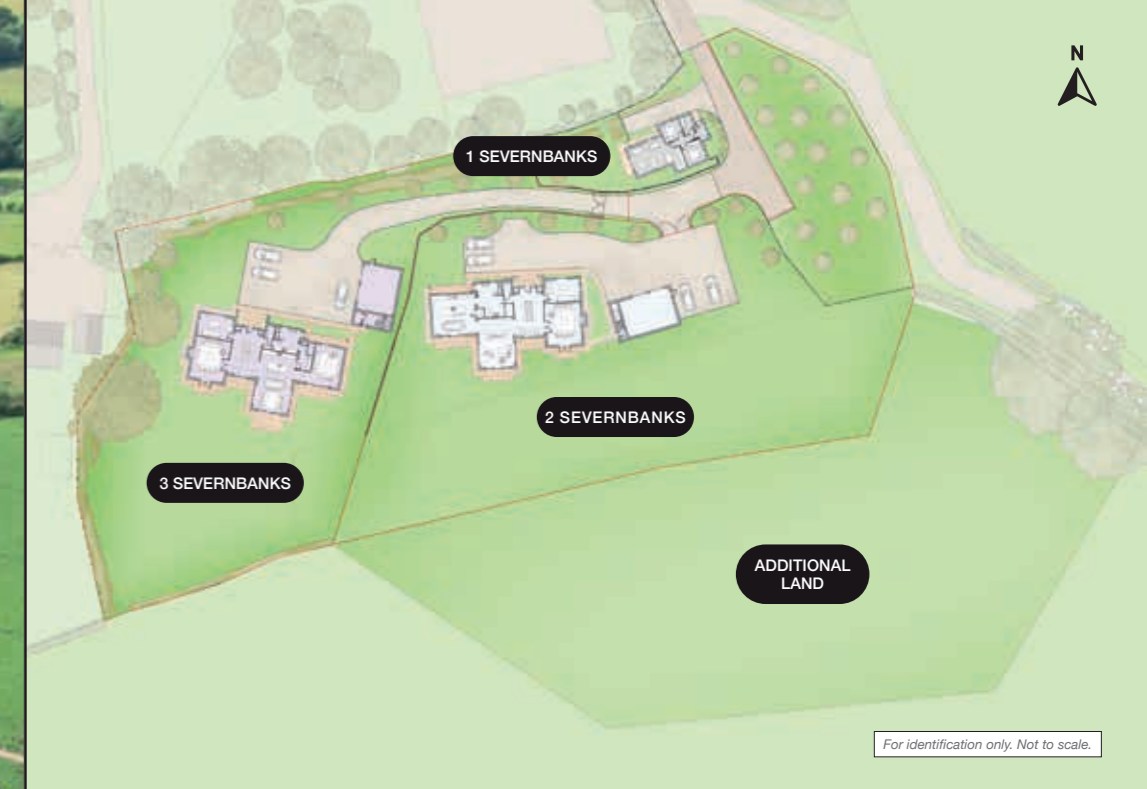 N
1 SEVERNBANKS
2 SEVERNBANKS
3 SEVERNBANKS
ADDITIONAL
LAND
For identification only. Not to scale.